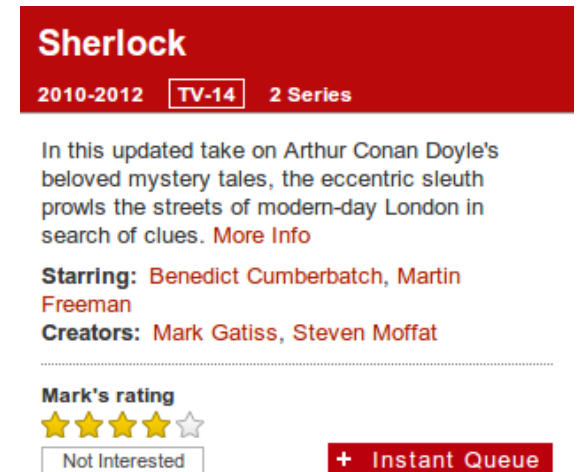 Sherlock
2010-2012 TV-14 2 Series
In this updated take on Arthur Conan Doyle's
beloved mystery tales, the eccentric sleuth
prowls the streets of modern-day London in
search of clues. More Info
Starring: Benedict Cumberbatch, Martin
Freeman
Creators: Mark Gatiss, Steven Moffat
Mark's rating
Not Interested
+ Instant Queue